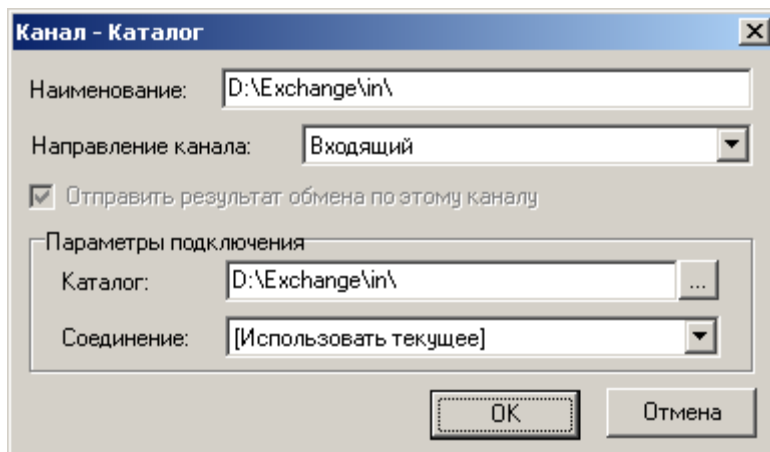 Канал - Каталог
Наименование: D:\Exchange\in\
Направление канала: Входящий
Отправить результат обмена по этому каналу
Параметры подключения
Каталог: D:\Exchange\in\ ...
Соединение: [Использовать текущее]
OK Отмена